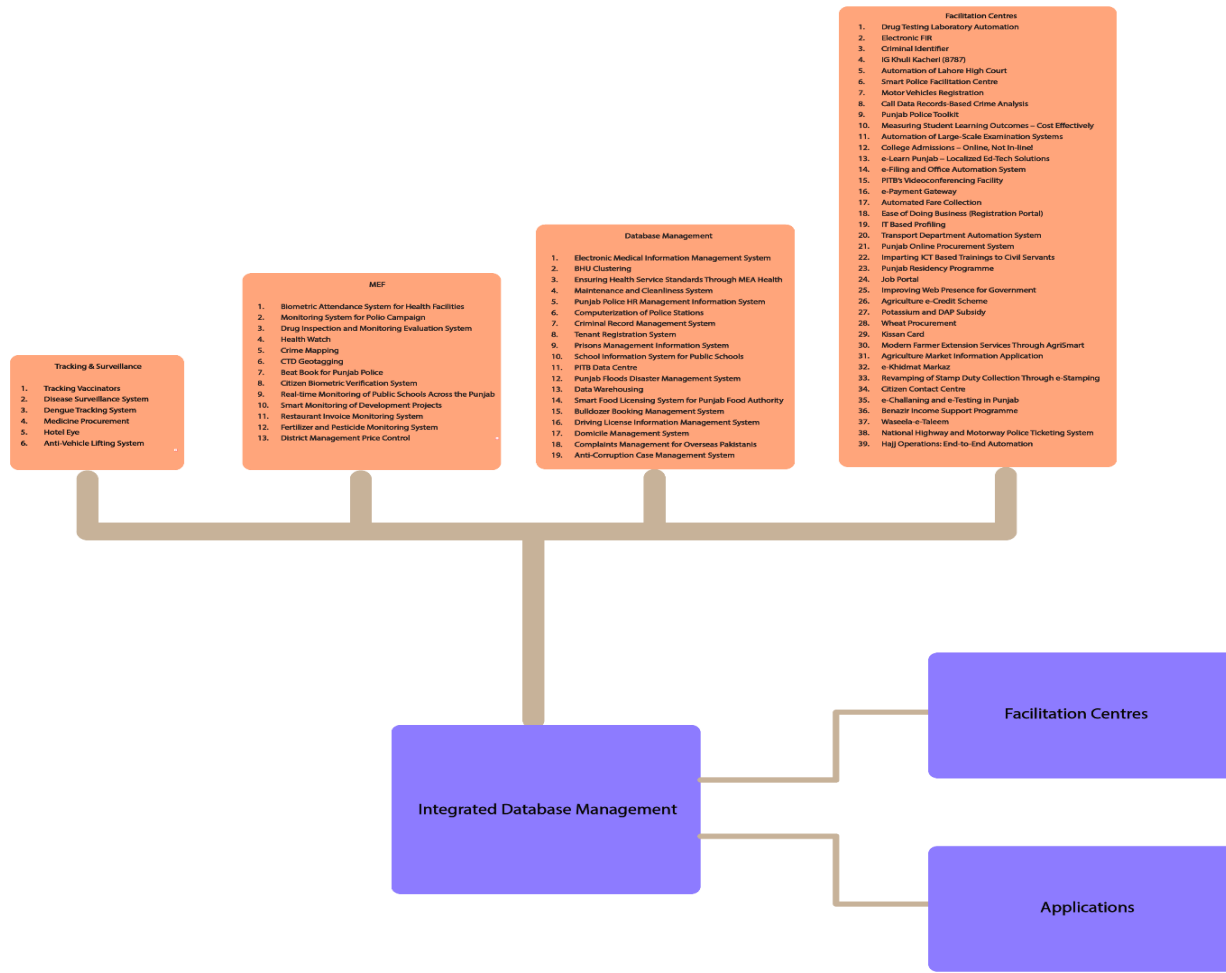 Tracking & Surveillance
1. Tracking Vaccinators
2. Disease Surveillance System
3. Dengue Tracking System
4. Medicine Procurement
5. Hotel Eye
6. Anti-Vehicle Lifting System
MEF
1. Biometric Attendance System for Health Facilities
2. Monitoring System for Polio Campaign
3. Drug Inspection and Monitoring Evaluation System
4. Health Watch
5. Crime Mapping
6. CTD Geotagging
7. Beat Book for Punjab Police
8. Citizen Biometric Verification System
9. Real-time Monitoring of Public Schools Across the Punjab
10. Smart Monitoring of Development Projects
11. Restaurant Invoice Monitoring System
12. Fertilizer and Pesticide Monitoring System
13. District Management Price Control
Database Management
1. Electronic Medical Information Management System
2. BHU Clustering
3. Ensuring Health Service Standards Through MEA Health
4. Maintenance and Cleanliness System
5. Punjab Police HR Management Information System
6. Computerization of Police Stations
7. Criminal Record Management System
8. Tenant Registration System
9. Prisons Management Information System
10. School Information System for Public Schools
11. PITB Data Centre
12. Punjab Floods Disaster Management System
13. Data Warehousing
14. Smart Food Licensing System for Punjab Food Authority
15. Bulldozer Booking Management System
16. Driving License Information Management System
17. Domicile Management System
18. Complaints Management for Overseas Pakistanis
19. Anti-Corruption Case Management System
Facilitation Centres
1. Drug Testing Laboratory Automation
2. Electronic FIR
3. Criminal Identifier
4. IG Khuli Kacheri (8787)
5. Automation of Lahore High Court
6. Smart Police Facilitation Centre
7. Motor Vehicles Registration
8. Call Data Records-Based Crime Analysis
9. Punjab Police Toolkit
10. Measuring Student Learning Outcomes – Cost Effectively
11. Automation of Large-Scale Examination Systems
12. College Admissions – Online, Not In-line!
13. e-Learn Punjab – Localized Ed-Tech Solutions
14. e-Filing and Office Automation System
15. PITB's Videoconferencing Facility
16. e-Payment Gateway
17. Automated Fare Collection
18. Ease of Doing Business (Registration Portal)
19. IT Based Profiling
20. Transport Department Automation System
21. Punjab Online Procurement System
22. Imparting ICT Based Trainings to Civil Servants
23. Punjab Residency Programme
24. Job Portal
25. Improving Web Presence for Government
26. Agriculture e-Credit Scheme
27. Potassium and DAP Subsidy
28. Wheat Procurement
29. Kissan Card
30. Modern Farmer Extension Services Through AgriSmart
31. Agriculture Market Information Application
32. e-Khidmat Markaz
33. Revamping of Stamp Duty Collection Through e-Stamping
34. Citizen Contact Centre
35. e-Challaning and e-Testing in Punjab
36. Benazir Income Support Programme
37. Waseela-e-Taleem
38. National Highway and Motorway Police Ticketing System
39. Hajj Operations: End-to-End Automation
Integrated Database Management
Facilitation Centres
Applications